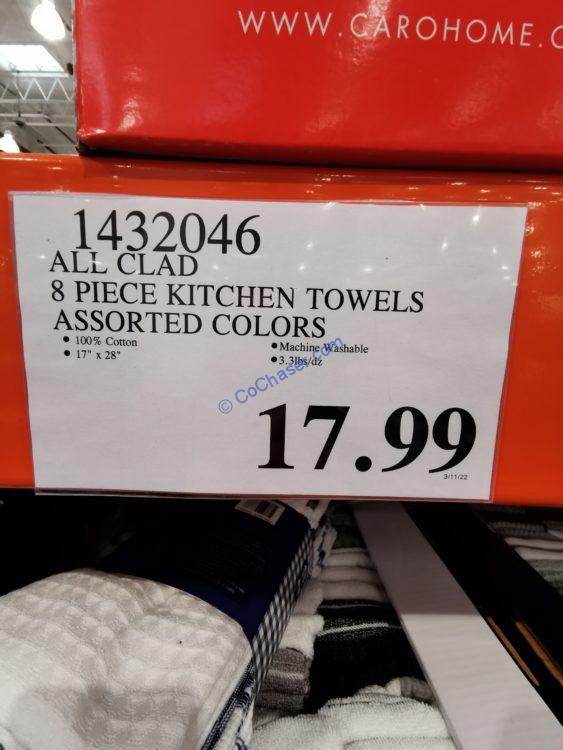 WWW.CAROHOME.C
1432046
ALL CLAD
8 PIECE KITCHEN TOWELS
ASSORTED COLORS
• 100% Cotton
• 17" x 28"
• Machine Washable
• 3.3lbs/dz
© CoChaser.com
17.99
3/11/22